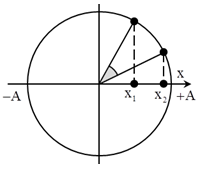 x
−A x₁ x₂ +A